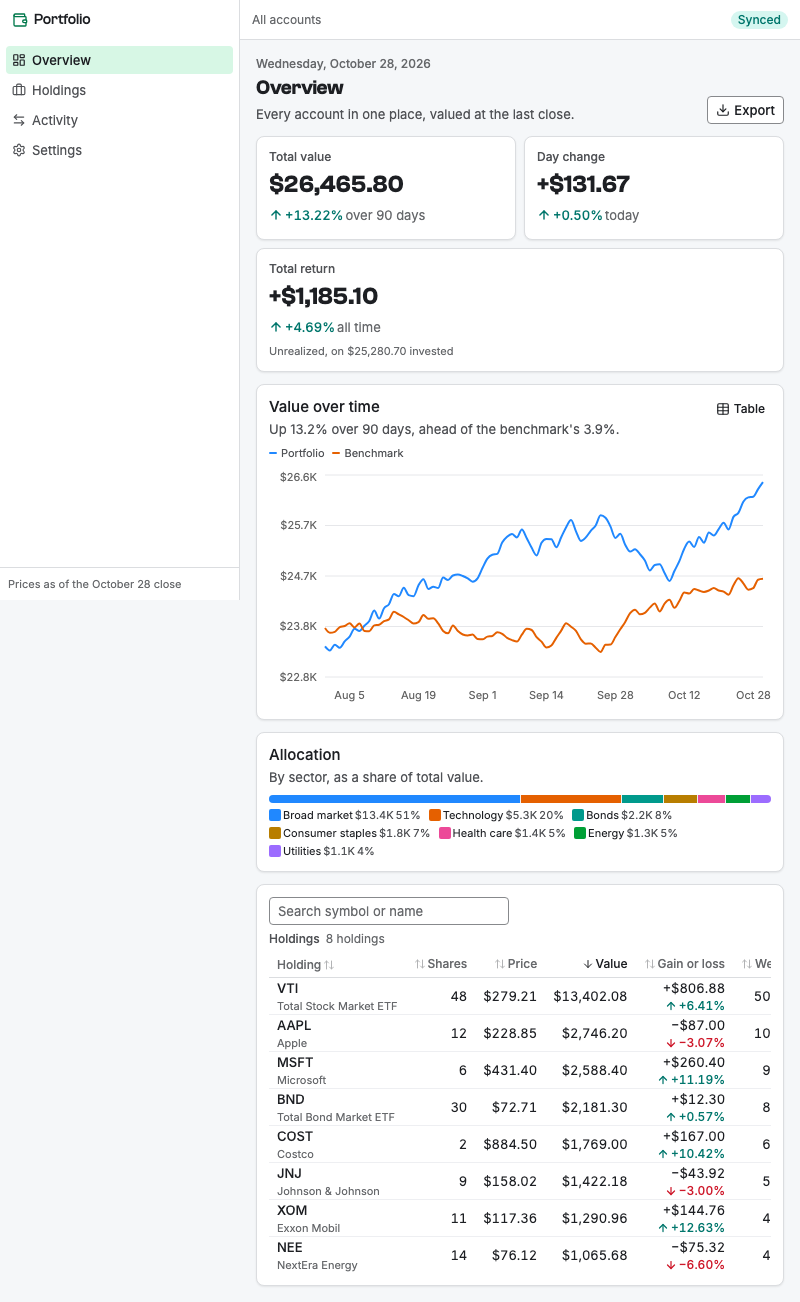 Portfolio
Overview
Holdings
Activity
Settings
Prices as of the October 28 close
All accounts
Synced
Wednesday, October 28, 2026
Overview
Every account in one place, valued at the last close.
Export
Total value
$26,465.80
+13.22% over 90 days
Day change
+$131.67
+0.50% today
Total return
+$1,185.10
+4.69% all time
Unrealized, on $25,280.70 invested
Value over time
Table
Up 13.2% over 90 days, ahead of the benchmark's 3.9%.
Portfolio Benchmark
$26.6K
$25.7K
$24.7K
$23.8K
$22.8K
Aug 5 Aug 19 Sep 1 Sep 14 Sep 28 Oct 12 Oct 28
Allocation
By sector, as a share of total value.
Broad market $13.4K 51% Technology $5.3K 20% Bonds $2.2K 8%
Consumer staples $1.8K 7% Health care $1.4K 5% Energy $1.3K 5%
Utilities $1.1K 4%
Search symbol or name
Holdings 8 holdings
Holding Shares Price Value Gain or loss We
VTI
Total Stock Market ETF
48 $279.21 $13,402.08 +$806.88 50
+6.41%
AAPL
Apple
12 $228.85 $2,746.20 −$87.00 10
−3.07%
MSFT
Microsoft
6 $431.40 $2,588.40 +$260.40 9
+11.19%
BND
Total Bond Market ETF
30 $72.71 $2,181.30 +$12.30 8
+0.57%
COST
Costco
2 $884.50 $1,769.00 +$167.00 6
+10.42%
JNJ
Johnson & Johnson
9 $158.02 $1,422.18 −$43.92 5
−3.00%
XOM
Exxon Mobil
11 $117.36 $1,290.96 +$144.76 4
+12.63%
NEE
NextEra Energy
14 $76.12 $1,065.68 −$75.32 4
−6.60%